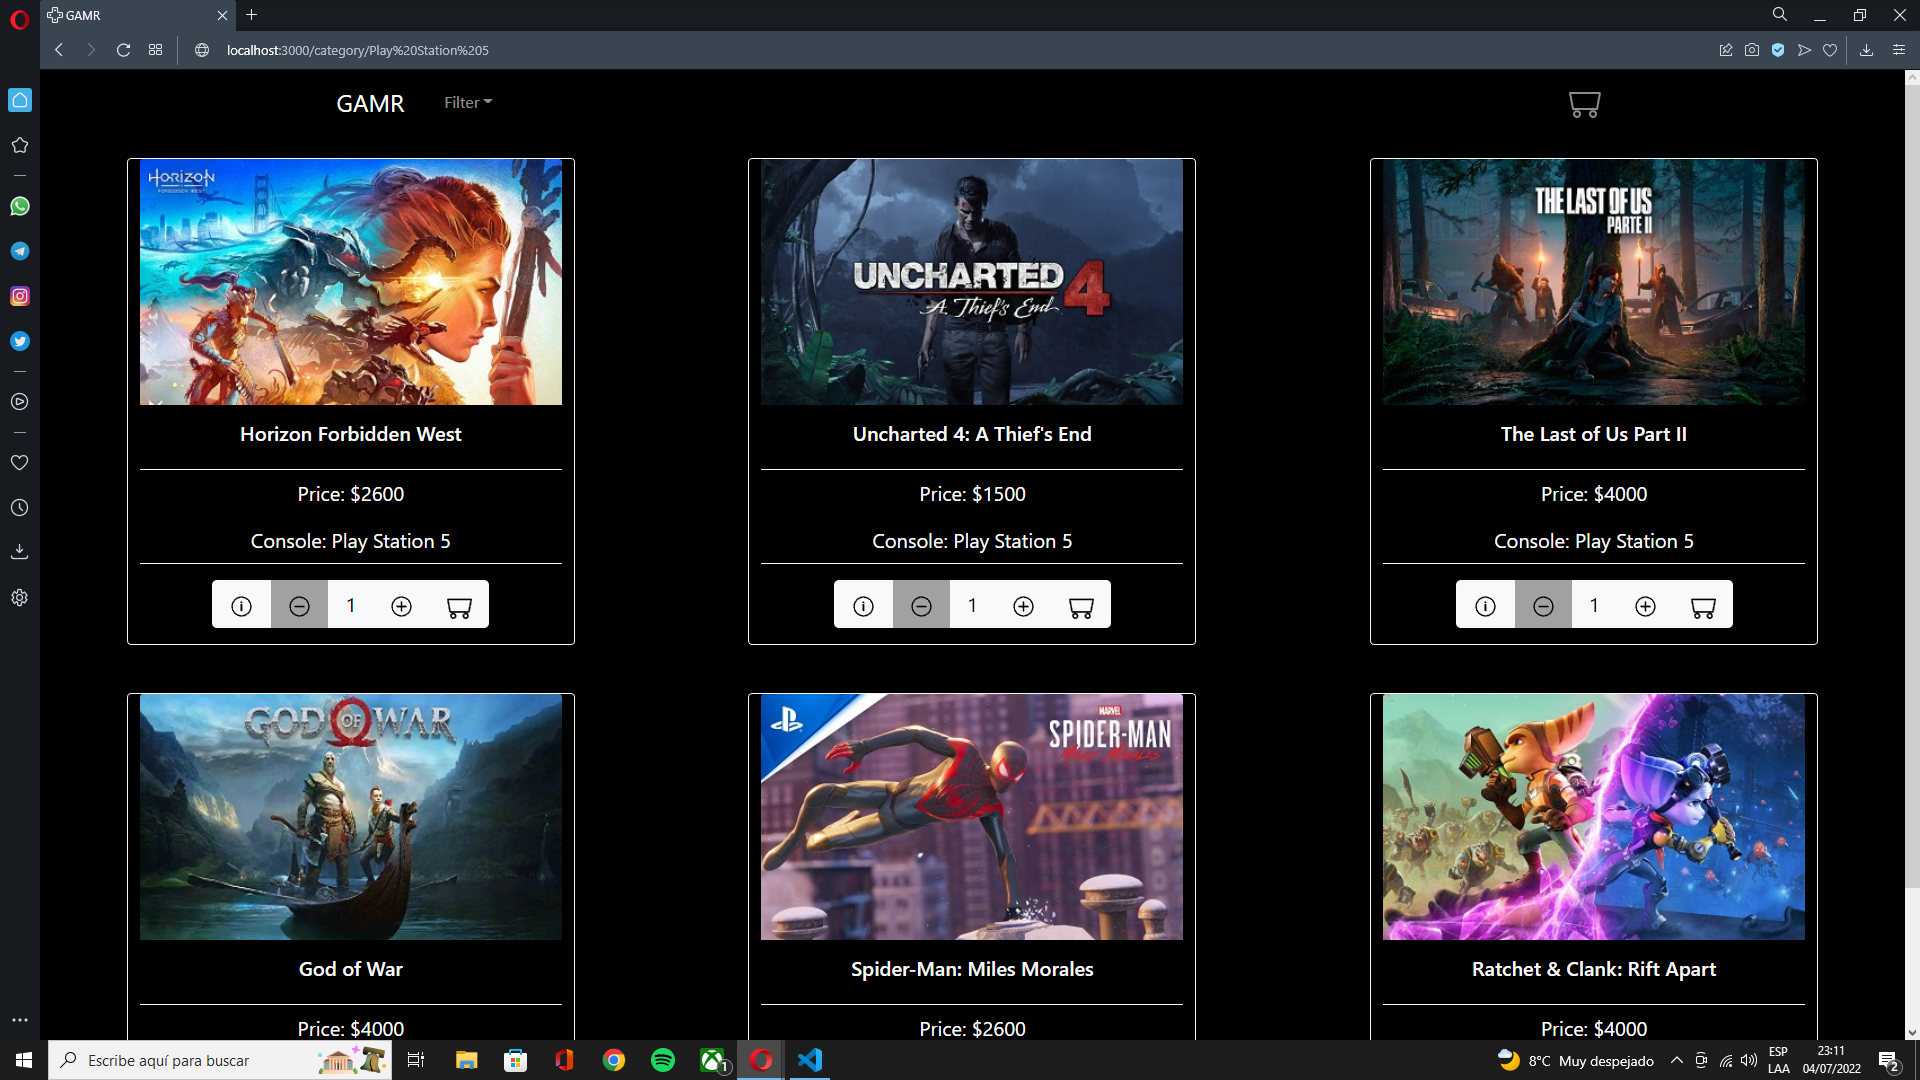 GAMR
localhost:3000/category/Play%20Station%205
GAMR Filter
HORIZON
FORBIDDEN WEST
UNCHARTED 4
A Thief's End
THE LAST OF US
PARTE II
Horizon Forbidden West
Uncharted 4: A Thief's End
The Last of Us Part II
Price: $2600
Price: $1500
Price: $4000
Console: Play Station 5
Console: Play Station 5
Console: Play Station 5
1
1
1
GOD OF WAR
MARVEL
SPIDER-MAN
Miles Morales
God of War
Spider-Man: Miles Morales
Ratchet & Clank: Rift Apart
Price: $4000
Price: $2600
Price: $4000
Escribe aquí para buscar
1
8°C Muy despejado
ESP
LAA
23:11
04/07/2022
2